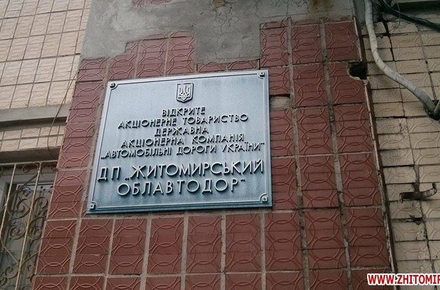 ВІДКРИТЕ
АКЦІОНЕРНЕ ТОВАРИСТВО
ДЕРЖАВНА
АКЦІОНЕРНА КОМПАНІЯ
„АВТОМОБІЛЬНІ ДОРОГИ УКРАЇНИ"
ДП „ЖИТОМИРСЬКИЙ
ОБЛАВТОДОР"
WWW.ZHITOMIR